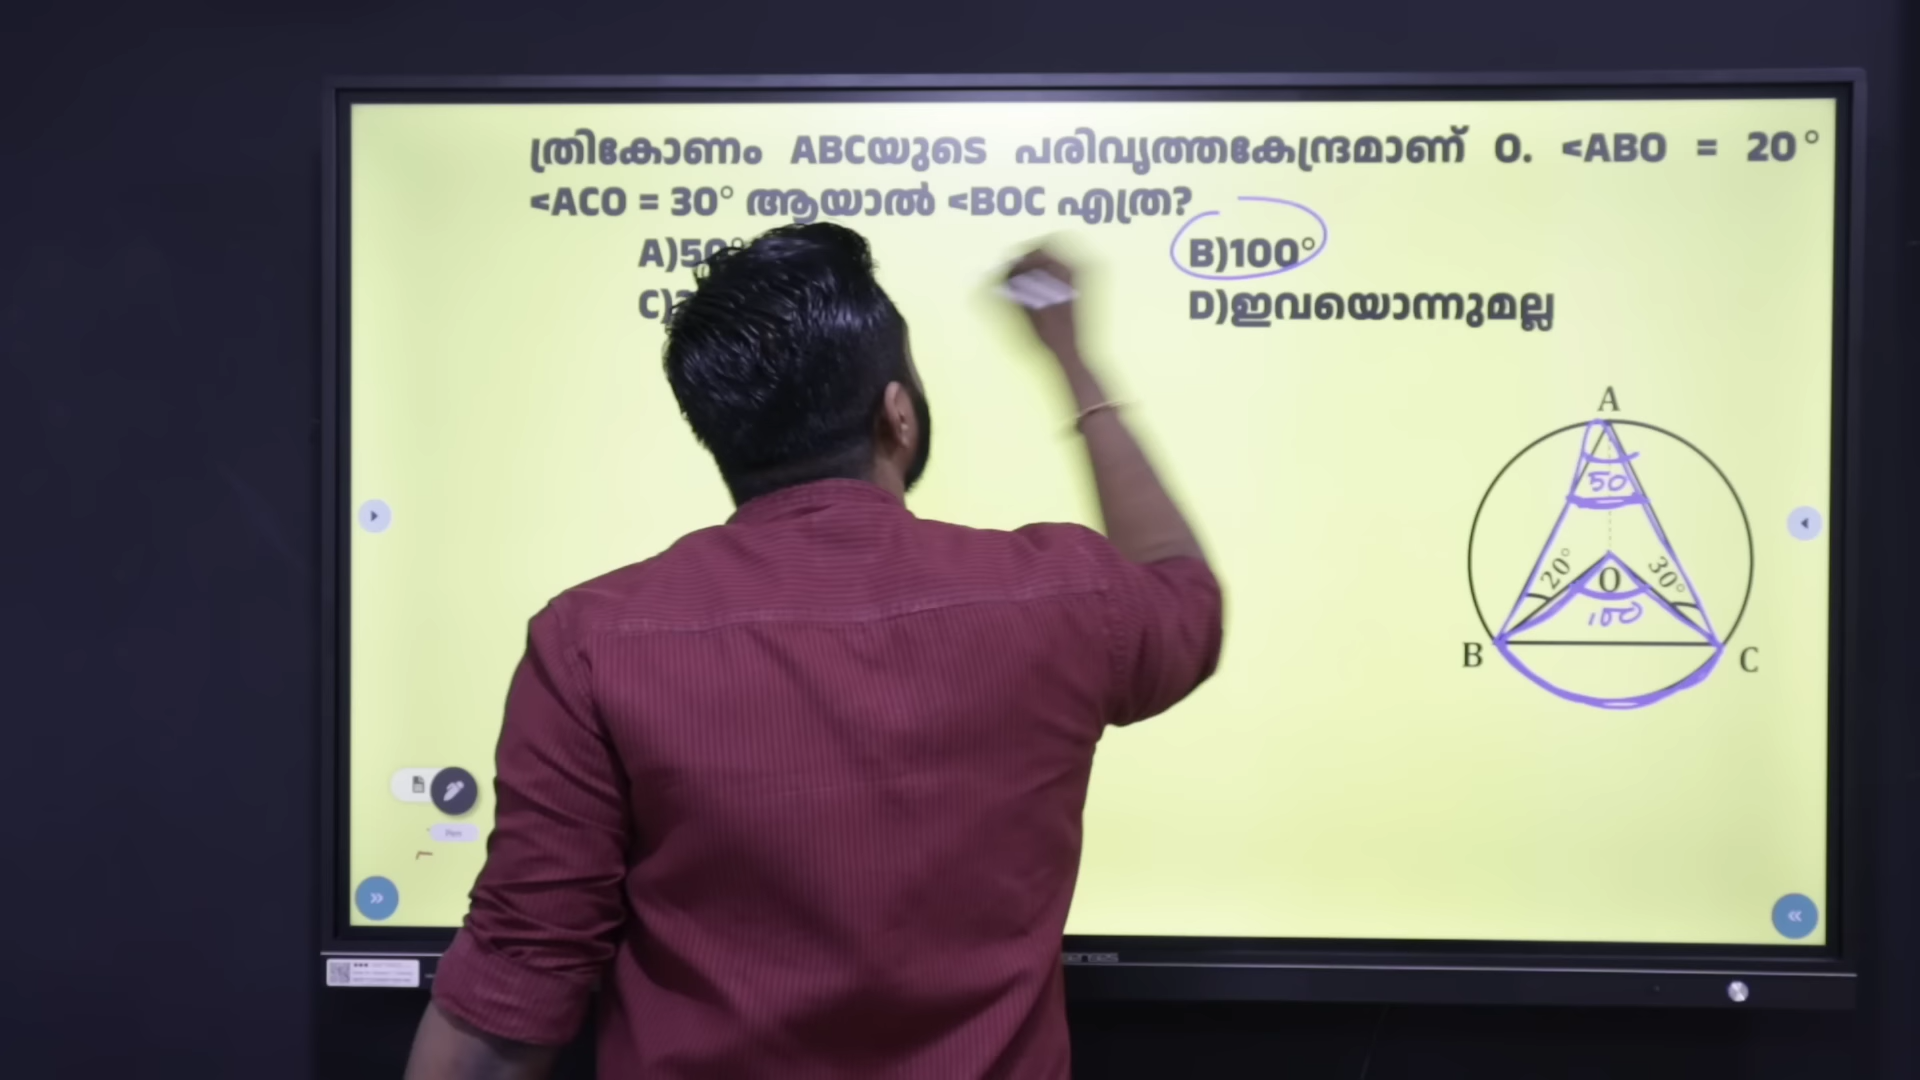 ത്രികോണം ABCയുടെ പരിവൃത്തകേന്ദ്രമാണ് O. <ABO = 20°
<ACO = 30° ആയാൽ <BOC എത്ര?
A)50°
B)100°
C)
D)ഇവയൊന്നുമല്ല
A
50
20°
O
30°
100
B
C
Pen